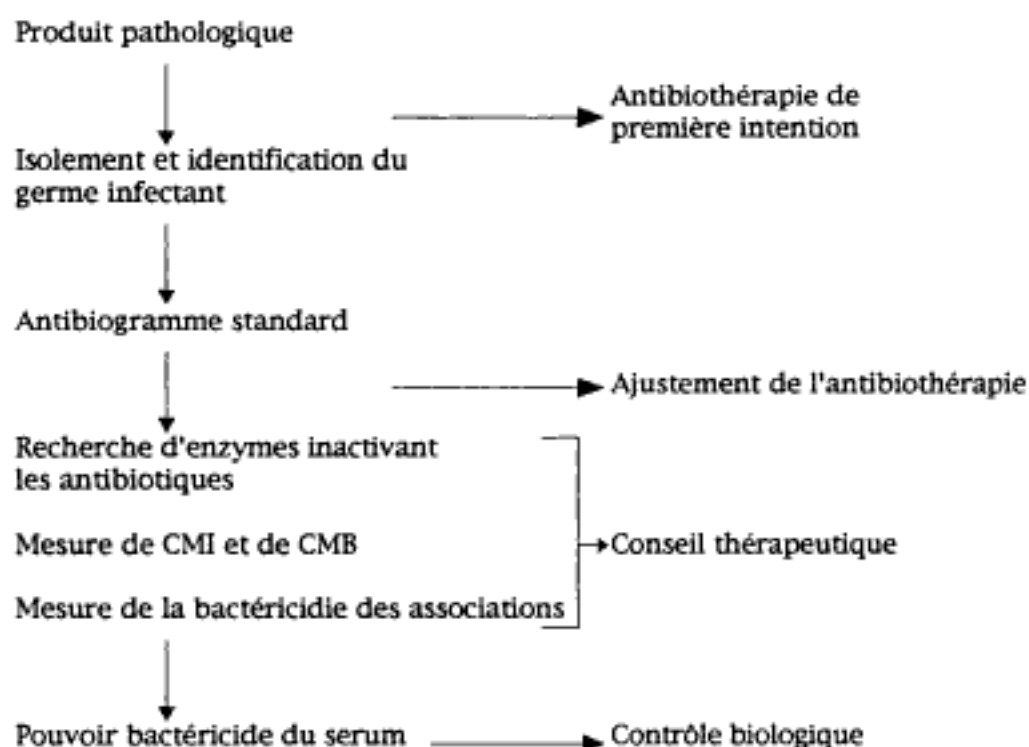 Produit pathologique
Antibiothérapie de
première intention
Isolement et identification du
germe infectant
Antibiogramme standard
Ajustement de l'antibiothérapie
Recherche d'enzymes inactivant
les antibiotiques
Mesure de CMI et de CMB
Conseil thérapeutique
Mesure de la bactéricidie des associations
Pouvoir bactéricide du serum
Contrôle biologique